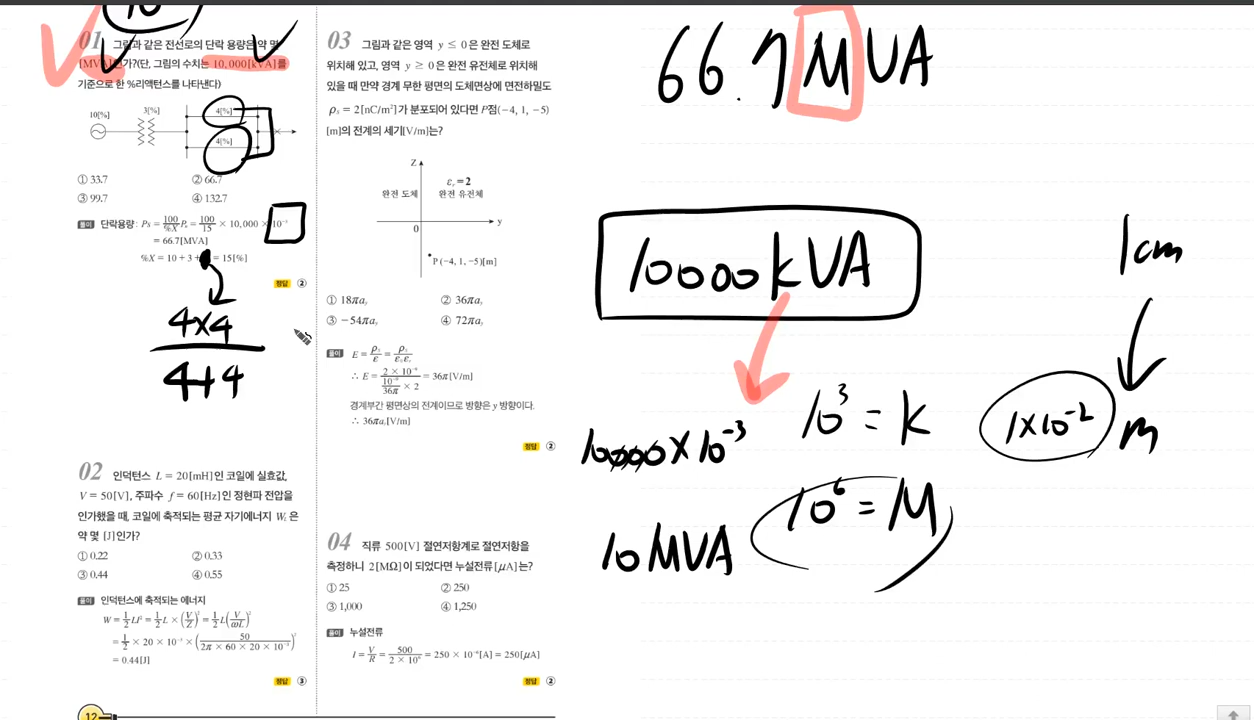 10
01 그림과 같은 전선로의 단락 용량은 약 몇
[MVA]인가?(단, 그림의 수치는 10,000[kVA]를
기준으로 한 %리액턴스를 나타낸다)
10[%] 3[%] 4[%]
4[%]
① 33.7 ② 66.7
③ 99.7 ④ 132.7
풀이 단락용량: Ps = 100/%X Pₙ = 100/15 × 10,000 × 10⁻³
= 66.7[MVA]
%X = 10 + 3 + = 15[%]
정답 ②
4×4
4+4
02 인덕턴스 L = 20[mH]인 코일에 실효값,
V = 50[V], 주파수 f = 60[Hz]인 정현파 전압을
인가했을 때, 코일에 축적되는 평균 자기에너지 Wₗ은
약 몇 [J]인가?
① 0.22 ② 0.33
③ 0.44 ④ 0.55
풀이 인덕턴스에 축적되는 에너지
W = 1/2 LI² = 1/2 L × (V/Z)² = 1/2 L(V/ωL)²
= 1/2 × 20 × 10⁻³ × (50/2π × 60 × 20 × 10⁻³)²
= 0.44[J]
정답 ③
12
03 그림과 같은 영역 y ≤ 0은 완전 도체로
위치해 있고, 영역 y ≥ 0은 완전 유전체로 위치해
있을 때 만약 경계 무한 평면의 도체면상에 면전하밀도
ρₛ = 2[nC/m²]가 분포되어 있다면 P점(−4, 1, −5)
[m]의 전계의 세기[V/m]는?
Z
εᵣ = 2
완전 도체 완전 유전체
0 y
P(−4, 1, −5)[m]
① 18πaᵧ ② 36πaᵧ
③ −54πaᵧ ④ 72πaᵧ
풀이 E = ρₛ/ε = ρₛ/ε₀εᵣ
∴ E = 2 × 10⁻⁹/(10⁻⁹/36π × 2) = 36π[V/m]
경계부간 평면상의 전계이므로 방향은 y 방향이다.
∴ 36πaᵧ[V/m]
정답 ②
04 직류 500[V] 절연저항계로 절연저항을
측정하니 2[MΩ]이 되었다면 누설전류[μA]는?
① 25 ② 250
③ 1,000 ④ 1,250
풀이 누설전류
I = V/R = 500/2 × 10⁶ = 250 × 10⁻⁶[A] = 250[μA]
정답 ②
66.7MVA
10000kVA
1cm
10³ = k
1×10⁻² m
10000×10⁻³
10⁶ = M
10MVA